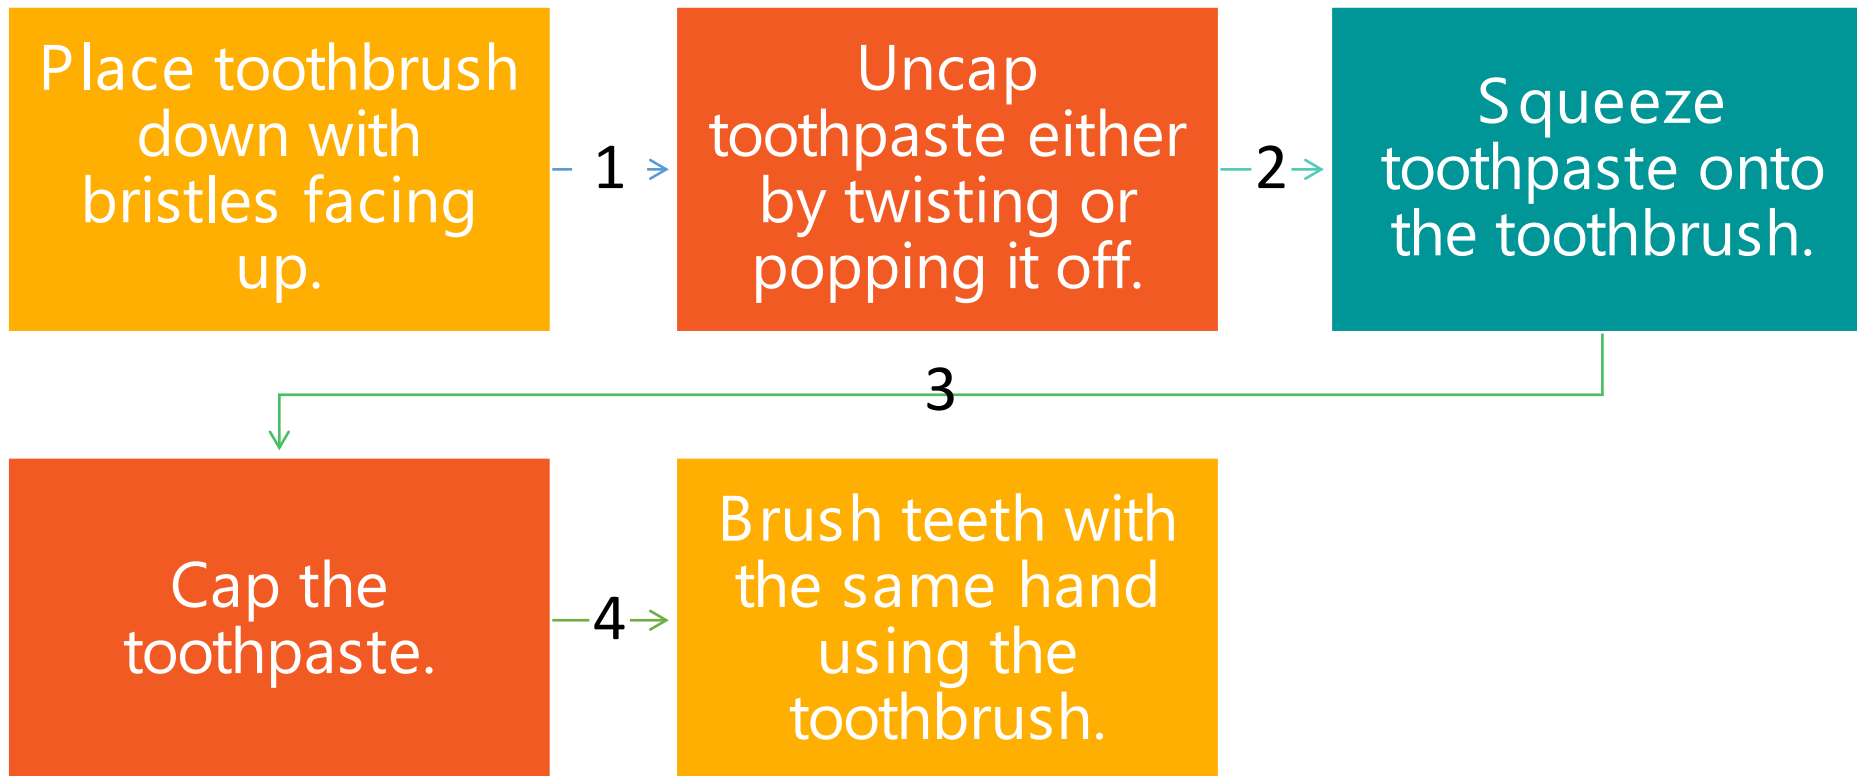 Place toothbrush
down with
bristles facing
up.
1
Uncap
toothpaste either
by twisting or
popping it off.
2
Squeeze
toothpaste onto
the toothbrush.
3
Cap the
toothpaste.
4
Brush teeth with
the same hand
using the
toothbrush.